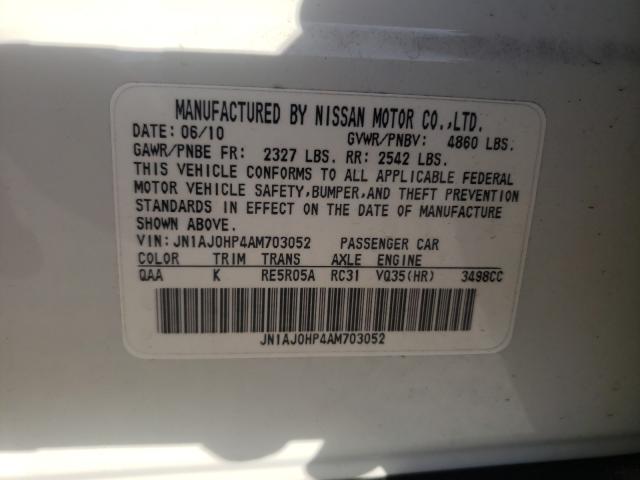 MANUFACTURED BY NISSAN MOTOR CO.,LTD.
DATE: 06/10 GVWR/PNBV: 4860 LBS.
GAWR/PNBE FR: 2327 LBS. RR: 2542 LBS.
THIS VEHICLE CONFORMS TO ALL APPLICABLE FEDERAL
MOTOR VEHICLE SAFETY,BUMPER,AND THEFT PREVENTION
STANDARDS IN EFFECT ON THE DATE OF MANUFACTURE
SHOWN ABOVE.
VIN:JN1AJ0HP4AM703052 PASSENGER CAR
COLOR TRIM TRANS AXLE ENGINE
QAA K RE5R05A RC31 VQ35(HR) 3498CC
JN1AJ0HP4AM703052